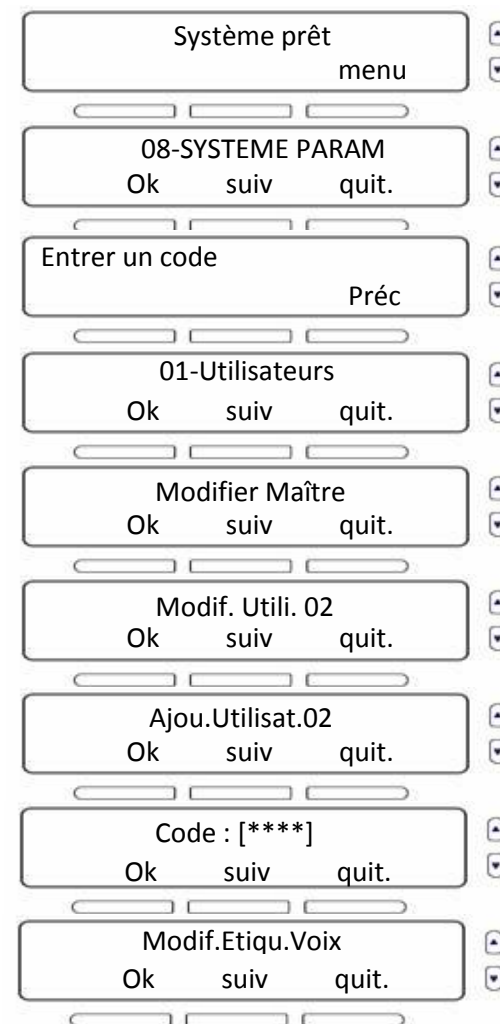 Système prêt
menu
08-SYSTEME PARAM
Ok suiv quit.
Entrer un code
Préc
01-Utilisateurs
Ok suiv quit.
Modifier Maître
Ok suiv quit.
Modif. Utili. 02
Ok suiv quit.
Ajou.Utilisat.02
Ok suiv quit.
Code : [****]
Ok suiv quit.
Modif.Etiqu.Voix
Ok suiv quit.